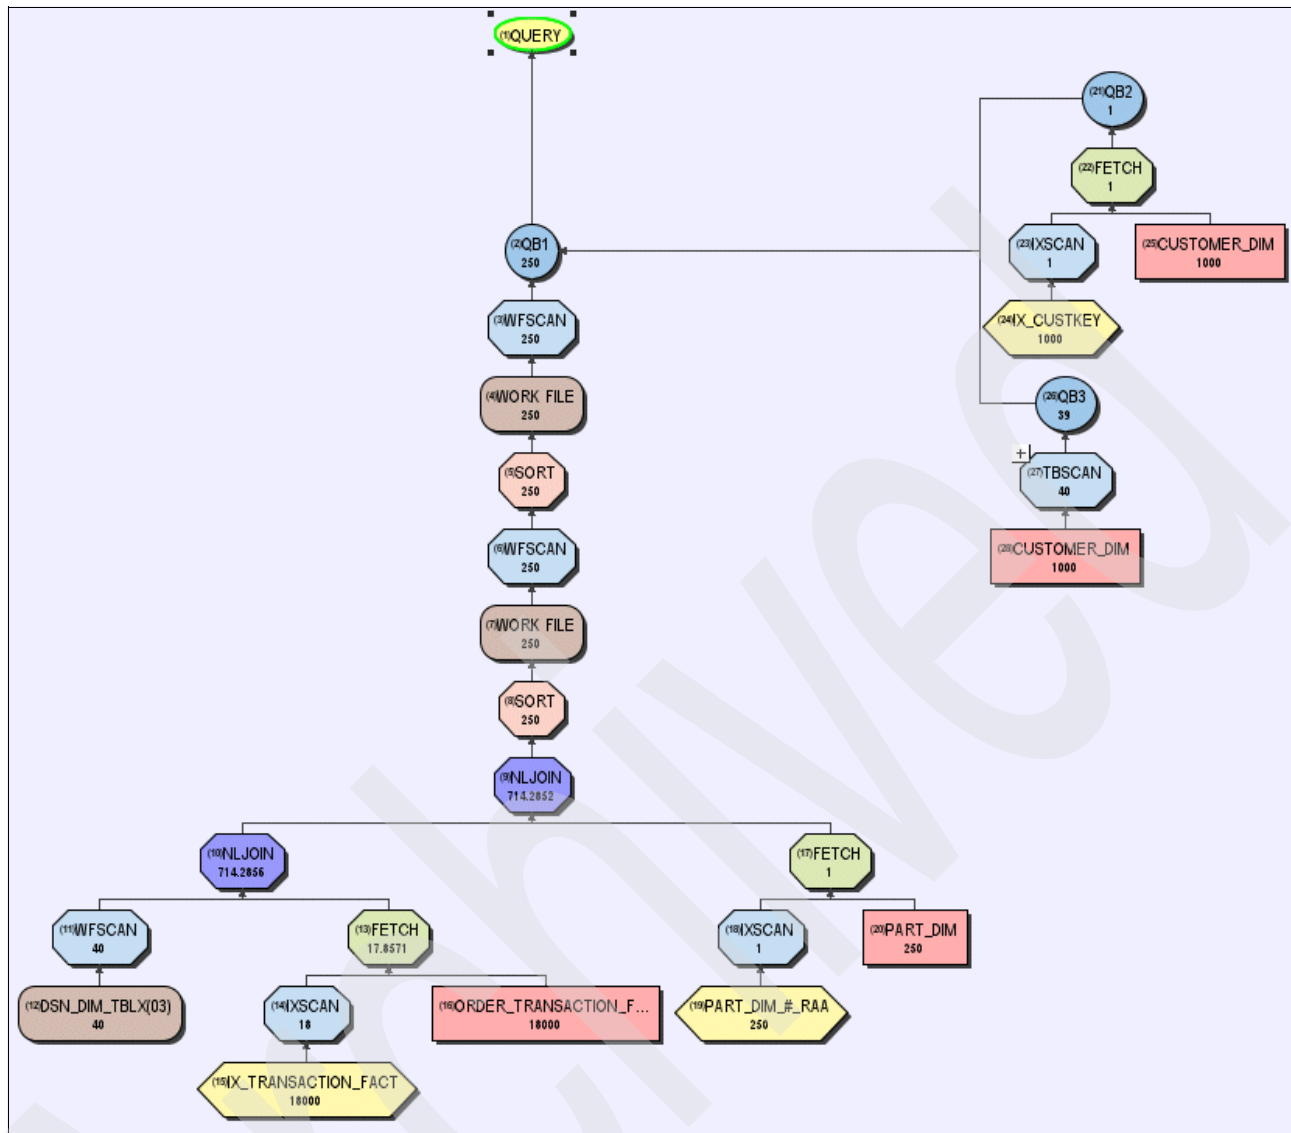 (1)QUERY
(21)QB2
1
(22)FETCH
1
(2)QB1
250
(23)IXSCAN
1
(25)CUSTOMER_DIM
1000
(3)WFSCAN
250
(24)IX_CUSTKEY
1000
(4)WORK FILE
250
(26)QB3
39
+
(5)SORT
250
(27)TBSCAN
40
(6)WFSCAN
250
(28)CUSTOMER_DIM
1000
(7)WORK FILE
250
(8)SORT
250
(9)NLJOIN
714.2852
(10)NLJOIN
714.2856
(17)FETCH
1
(11)WFSCAN
40
(13)FETCH
17.8571
(18)IXSCAN
1
(20)PART_DIM
250
(12)DSN_DIM_TBLX(03)
40
(14)IXSCAN
18
(16)ORDER_TRANSACTION_F...
18000
(19)PART_DIM_#_RAA
250
(15)IX_TRANSACTION_FACT
18000